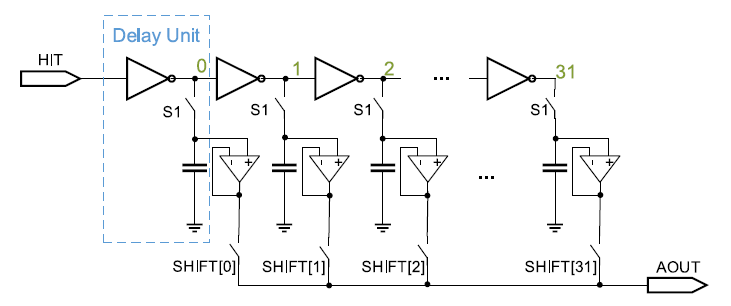 Delay Unit
HIT
0
1
2
...
31
S1
S1
S1
S1
-
+
-
+
-
+
...
-
+
SHIFT[0]
SHIFT[1]
SHIFT[2]
SHIFT[31]
AOUT